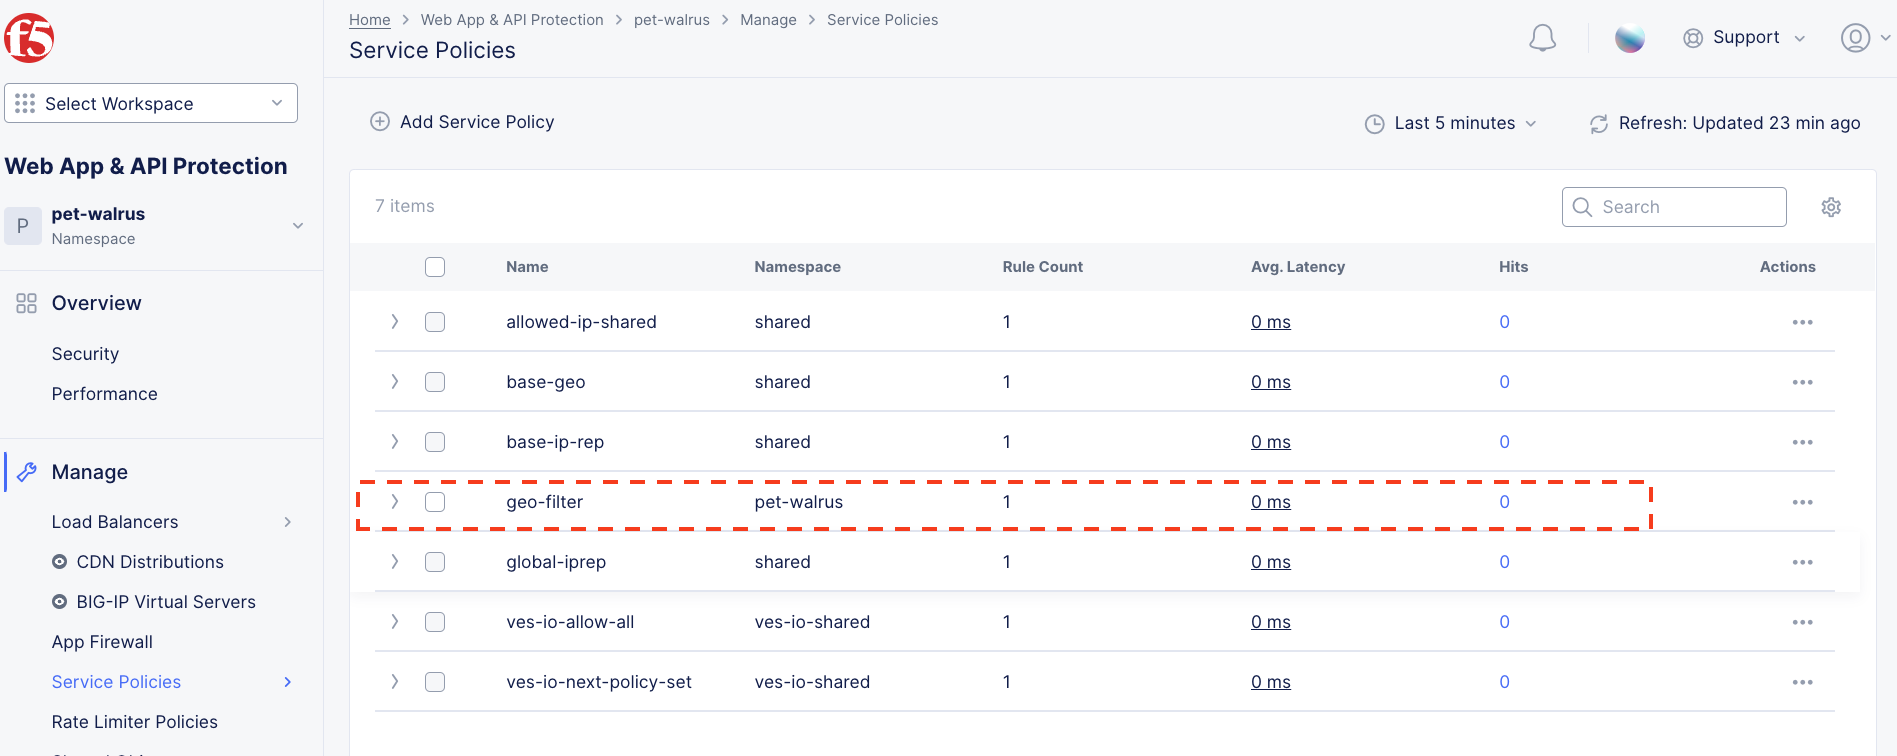 f5
Home > Web App & API Protection > pet-walrus > Manage > Service Policies
Service Policies
Support
Select Workspace
Web App & API Protection
P
pet-walrus
Namespace
Overview
Security
Performance
Manage
Load Balancers
CDN Distributions
BIG-IP Virtual Servers
App Firewall
Service Policies
Rate Limiter Policies
Add Service Policy
Last 5 minutes
Refresh: Updated 23 min ago
7 items
Search
Name Namespace Rule Count Avg. Latency Hits Actions
allowed-ip-shared shared 1 0 ms 0
base-geo shared 1 0 ms 0
base-ip-rep shared 1 0 ms 0
geo-filter pet-walrus 1 0 ms 0
global-iprep shared 1 0 ms 0
ves-io-allow-all ves-io-shared 1 0 ms 0
ves-io-next-policy-set ves-io-shared 1 0 ms 0